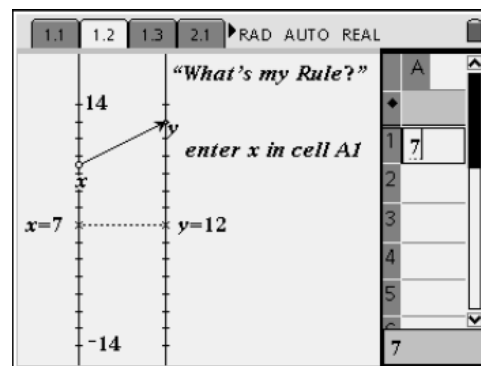 1.1 1.2 1.3 2.1 RAD AUTO REAL
"What's my Rule?"
A
14
y
enter x in cell A1
1 7
x
2
x=7 y=12
3
4
5
-14
7